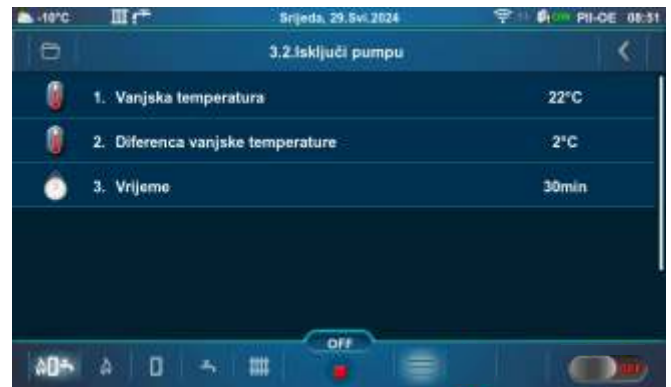 -10°C Srijeda, 29.Svi.2024 PII-OE 08:51
3.2.Isključi pumpu
1. Vanjska temperatura 22°C
2. Diferenca vanjske temperature 2°C
3. Vrijeme 30min
OFF
OFF